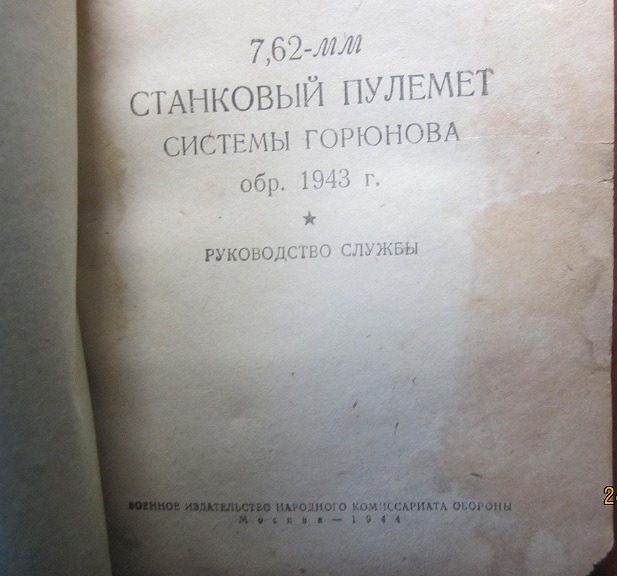 7,62-мм
СТАНКОВЫЙ ПУЛЕМЕТ
СИСТЕМЫ ГОРЮНОВА
обр. 1943 г.
★
РУКОВОДСТВО СЛУЖБЫ
ВОЕННОЕ ИЗДАТЕЛЬСТВО НАРОДНОГО КОМИССАРИАТА ОБОРОНЫ
Москва — 1944